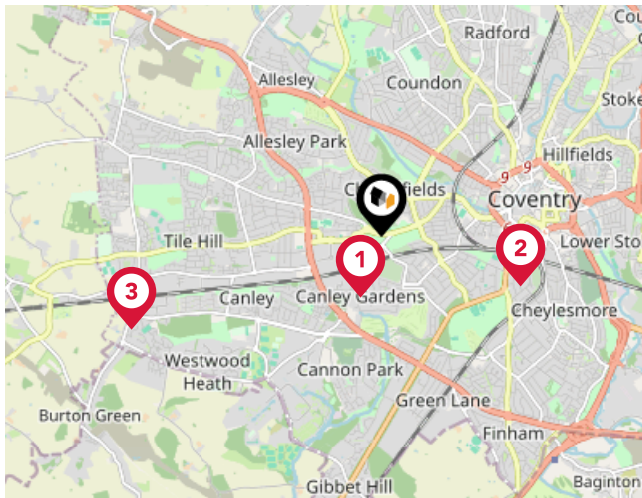 Radford
Cou
Allesley
Coundon
Stoke
Allesley Park
Hillfields
9
9
Coventry
Tile Hill
Lower Sto
1
2
3
Canley
Canley Gardens
Cheylesmore
Westwood
Heath
Cannon Park
Burton Green
Green Lane
Finham
Gibbet Hill
Baginton